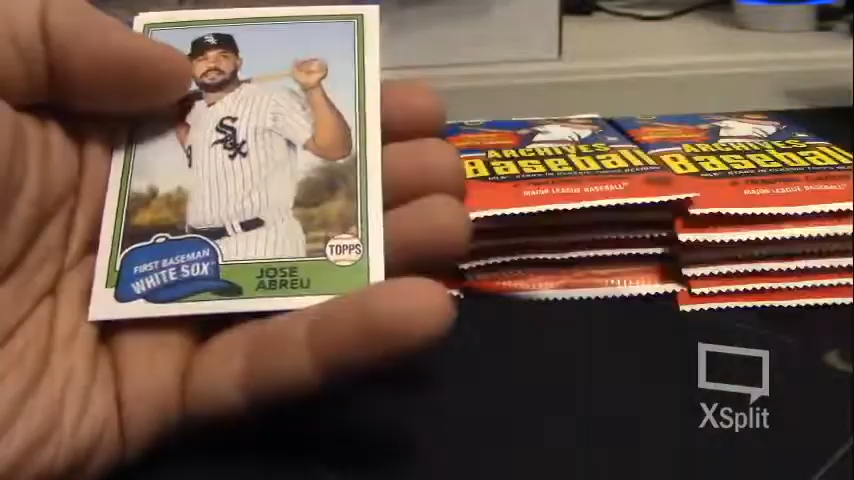 Sox
FIRST BASEMAN
WHITE SOX
JOSE
ABREU
TOPPS
ARCHIVES
Baseball
MAJOR LEAGUE BASEBALL
ARCHIVES
Baseball
MAJOR LEAGUE BASEBALL
XSplit